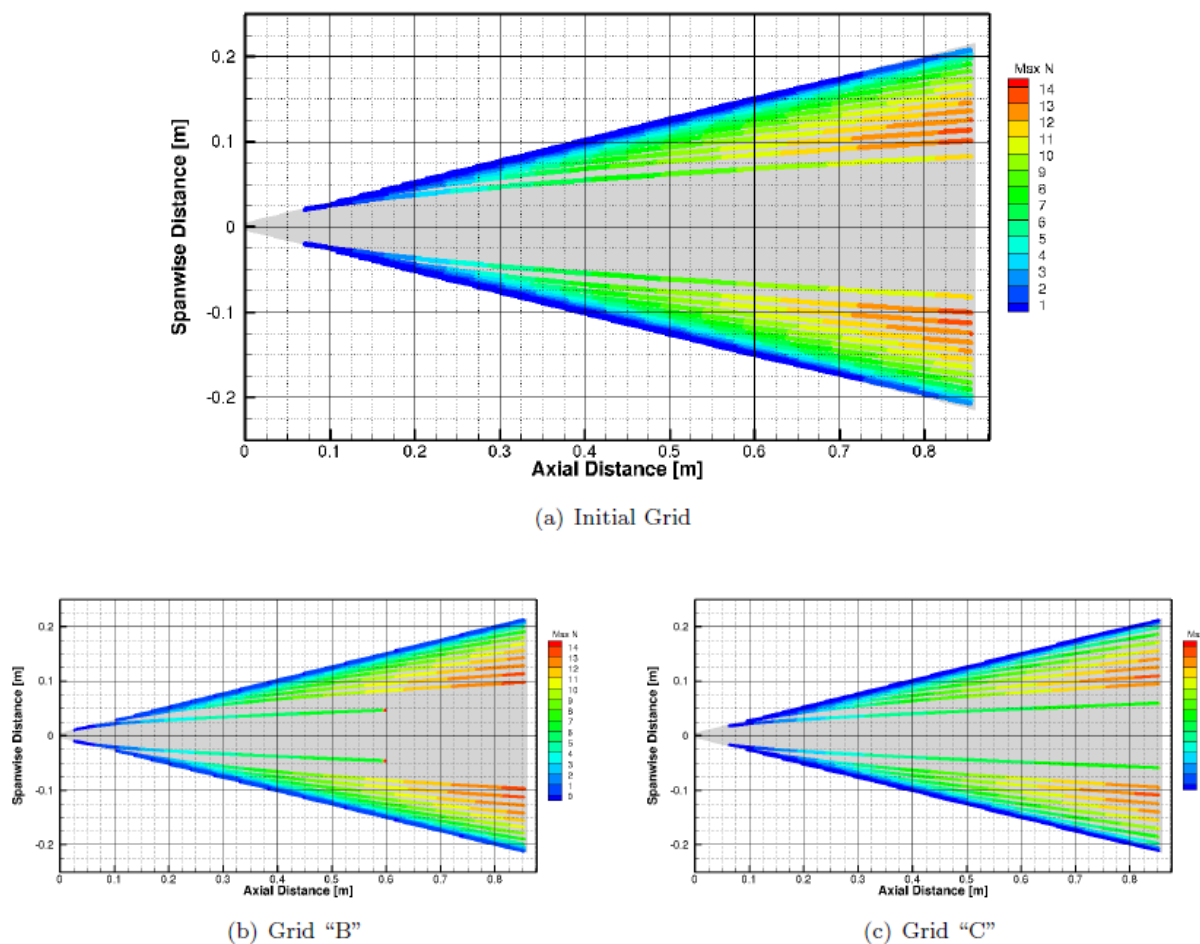 Max N
14
13
12
11
10
9
8
7
6
5
4
3
2
1
0.2
0.1
0
-0.1
-0.2
Spanwise Distance [m]
0 0.1 0.2 0.3 0.4 0.5 0.6 0.7 0.8
Axial Distance [m]
(a) Initial Grid
Max N
14
13
12
11
10
9
8
7
6
5
4
3
2
1
0
0.2
0.1
0
-0.1
-0.2
Spanwise Distance [m]
0 0.1 0.2 0.3 0.4 0.5 0.6 0.7 0.8
Axial Distance [m]
(b) Grid “B”
0.2
0.1
0
-0.1
-0.2
Spanwise Distance [m]
0 0.1 0.2 0.3 0.4 0.5 0.6 0.7 0.8
Axial Distance [m]
Ma
(c) Grid “C”